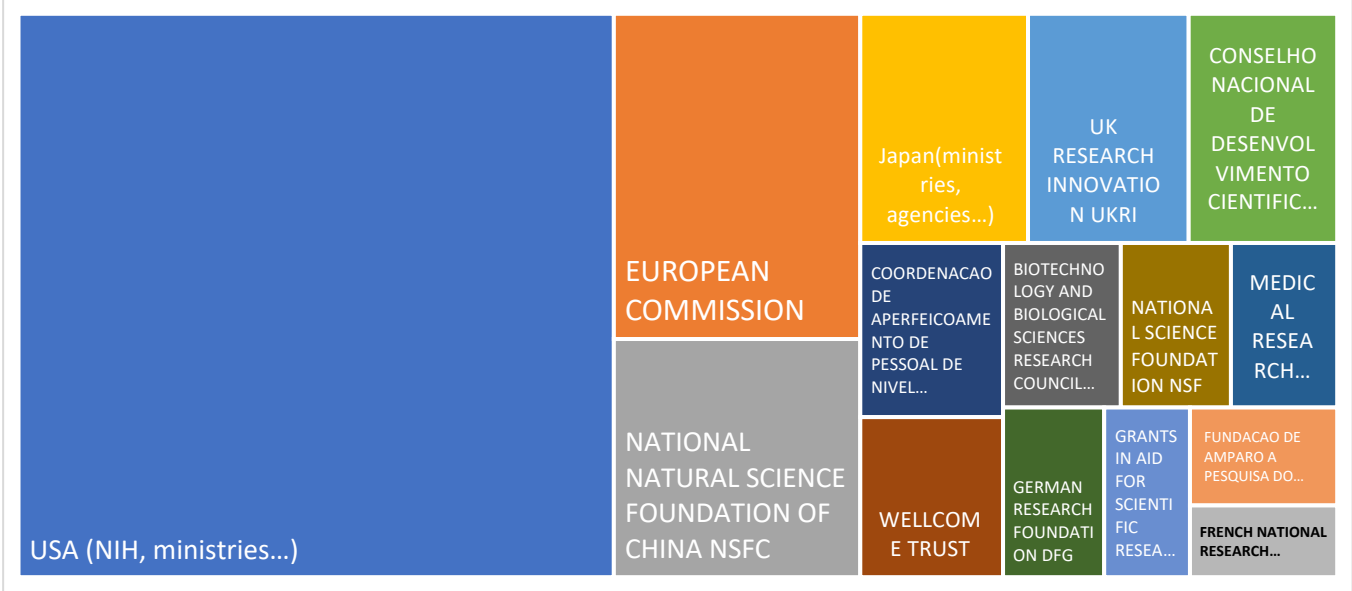 USA (NIH, ministries…)
EUROPEAN
COMMISSION
NATIONAL
NATURAL SCIENCE
FOUNDATION OF
CHINA NSFC
Japan(minist
ries,
agencies…)
UK
RESEARCH
INNOVATIO
N UKRI
CONSELHO
NACIONAL
DE
DESENVOL
VIMENTO
CIENTIFIC…
COORDENACAO
DE
APERFEICOAME
NTO DE
PESSOAL DE
NIVEL…
BIOTECHNO
LOGY AND
BIOLOGICAL
SCIENCES
RESEARCH
COUNCIL…
NATIONA
L SCIENCE
FOUNDAT
ION NSF
MEDIC
AL
RESEA
RCH…
WELLCOM
E TRUST
GERMAN
RESEARCH
FOUNDATI
ON DFG
GRANTS
IN AID
FOR
SCIENTI
FIC
RESEA…
FUNDACAO DE
AMPARO A
PESQUISA DO…
FRENCH NATIONAL
RESEARCH…